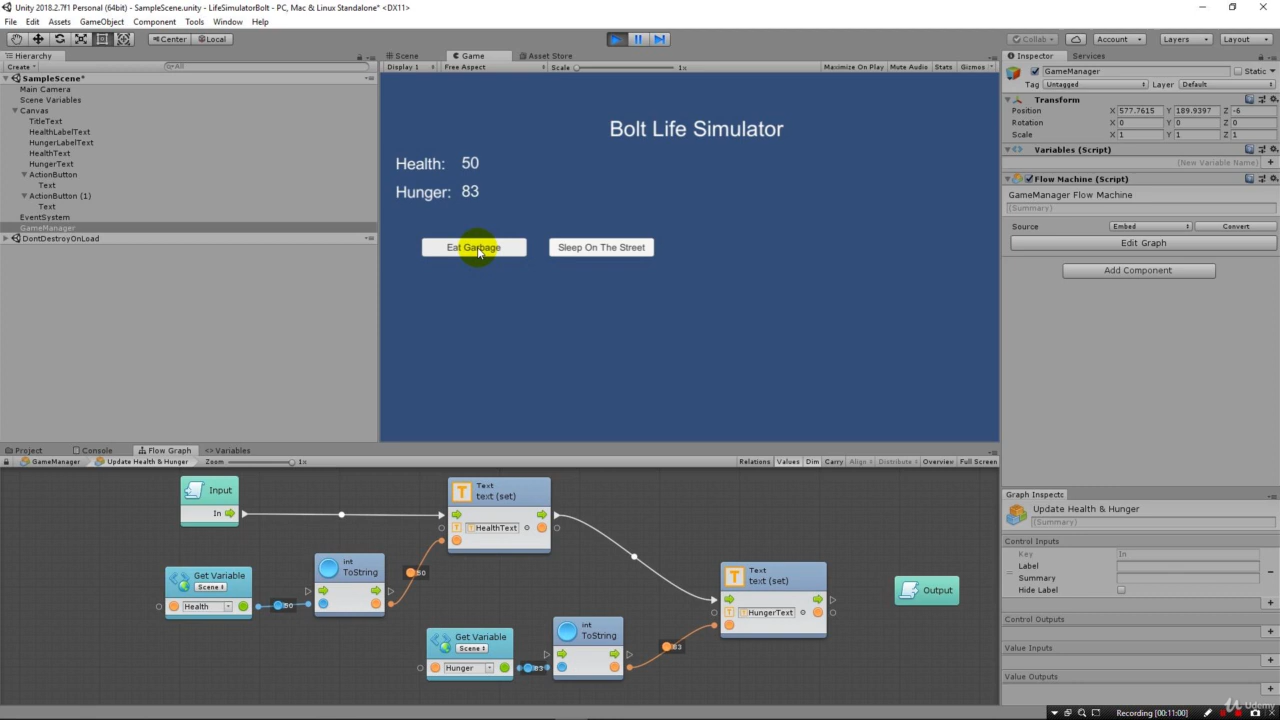 Unity 2018.2.7f1 Personal (64bit) - SampleScene.unity - LifeSimulatorBolt - PC, Mac & Linux Standalone* <DX11>
File Edit Assets GameObject Component Tools Window Help
Center Local Collab Account Layers Layout
Hierarchy Scene Game Asset Store Inspector Services
Create All Display 1 Free Aspect Scale 1x Maximize On Play Mute Audio Stats Gizmos
GameManager Static
Tag Untagged Layer Default
SampleScene*
Main Camera
Scene Variables
Canvas
TitleText
HealthLabelText
HungerLabelText
HealthText
HungerText
ActionButton
Text
ActionButton (1)
Text
EventSystem
GameManager
DontDestroyOnLoad
Bolt Life Simulator
Health: 50
Hunger: 83
Eat Garbage Sleep On The Street
Transform
Position X 577.7615 Y 189.9397 Z -6
Rotation X 0 Y 0 Z 0
Scale X 1 Y 1 Z 1
Variables (Script)
(New Variable Name)
Flow Machine (Script)
GameManager Flow Machine
(Summary)
Source Embed Convert
Edit Graph
Add Component
Project Console Flow Graph <> Variables
GameManager Update Health & Hunger Zoom 1x Relations Values Dim Carry Align Distribute Overview Full Screen
Input
In
Text
text (set)
HealthText
int
ToString
Get Variable
Scene
Health
50
50
Text
text (set)
HungerText
Output
int
ToString
Get Variable
Scene
Hunger
83
83
Graph Inspecto
Update Health & Hunger
(Summary)
Control Inputs
Key In
Label
Summary
Hide Label
Control Outputs
Value Inputs
Value Outputs
Recording [00:11:00]
Udemy